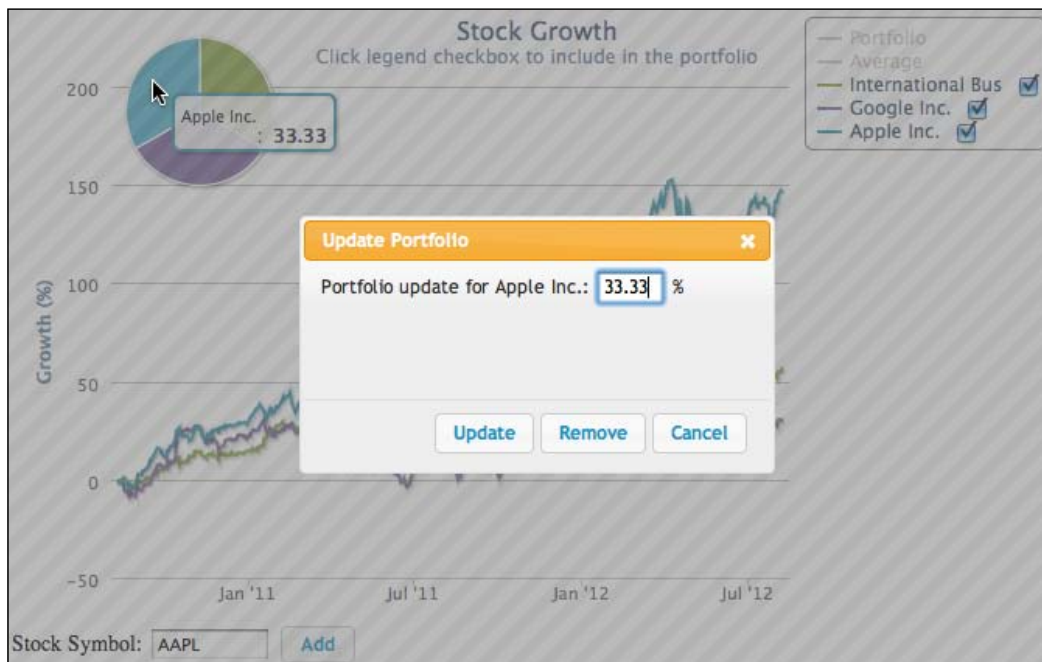 Stock Growth
Click legend checkbox to include in the portfolio
Portfolio
Average
International Bus
Google Inc.
Apple Inc.
Apple Inc.
: 33.33
200
150
100
50
0
-50
Growth (%)
Update Portfolio
Portfolio update for Apple Inc.: 33.33 %
Update Remove Cancel
Jan '11 Jul '11 Jan '12 Jul '12
Stock Symbol: AAPL Add